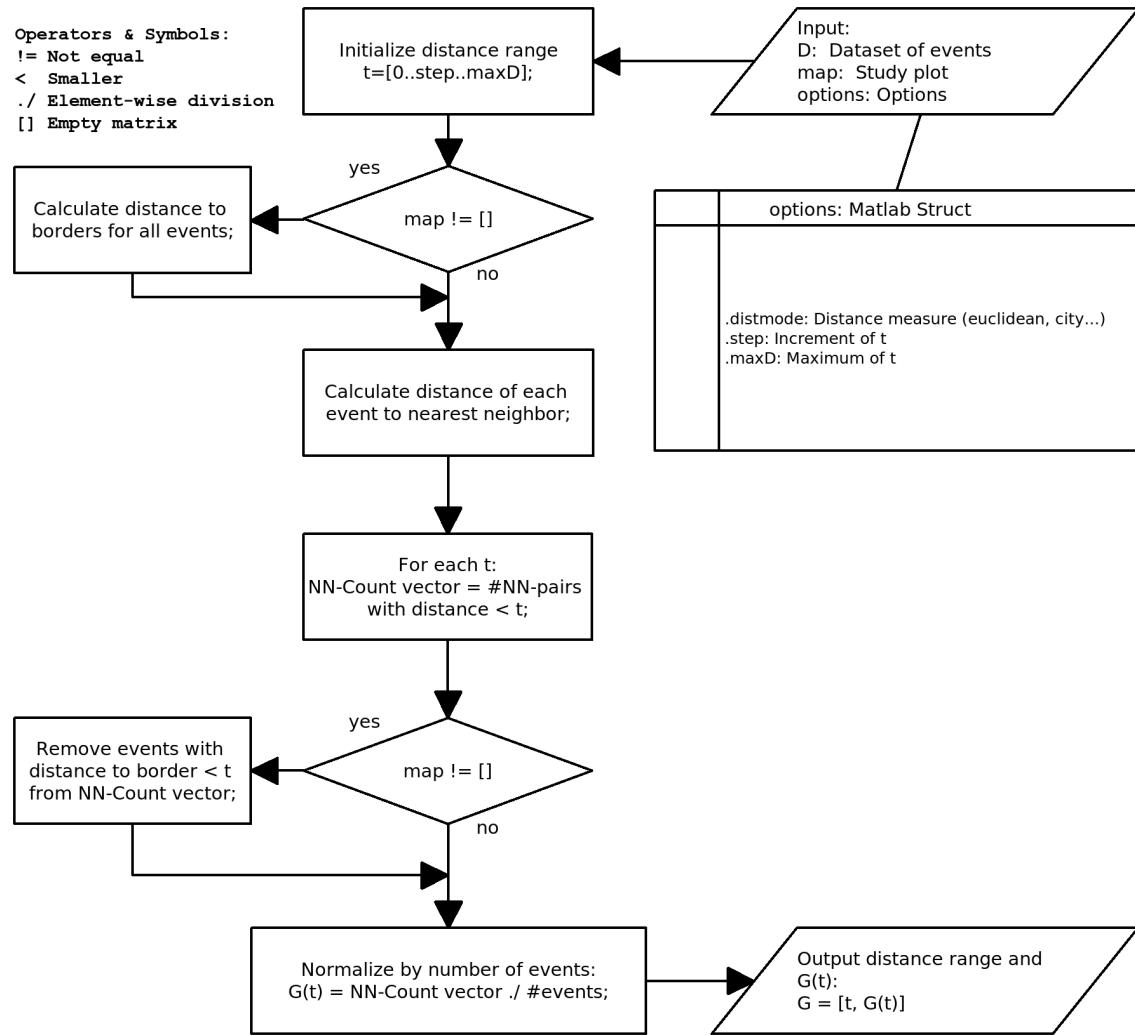 Operators & Symbols:
!= Not equal
< Smaller
./ Element-wise division
[] Empty matrix
Initialize distance range
t=[0..step..maxD];
Input:
D: Dataset of events
map: Study plot
options: Options
yes
map != []
no
Calculate distance to
borders for all events;
options: Matlab Struct
.distmode: Distance measure (euclidean, city...)
.step: Increment of t
.maxD: Maximum of t
Calculate distance of each
event to nearest neighbor;
For each t:
NN-Count vector = #NN-pairs
with distance < t;
yes
map != []
no
Remove events with
distance to border < t
from NN-Count vector;
Normalize by number of events:
G(t) = NN-Count vector ./ #events;
Output distance range and
G(t):
G = [t, G(t)]